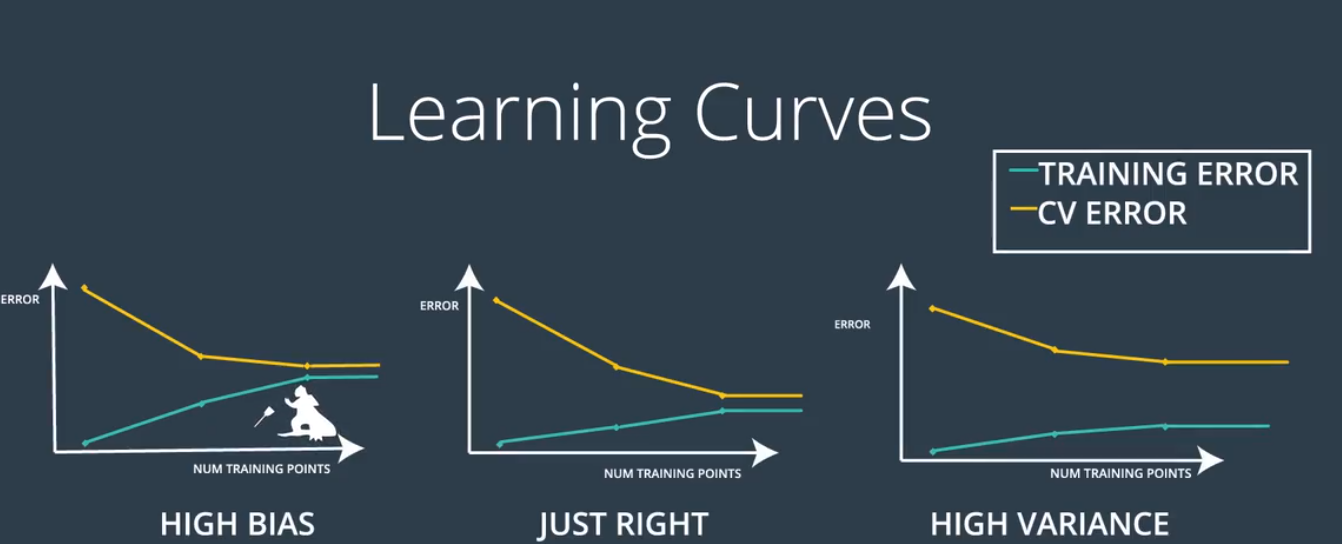 Learning Curves
TRAINING ERROR
CV ERROR
ERROR
NUM TRAINING POINTS
HIGH BIAS
ERROR
NUM TRAINING POINTS
JUST RIGHT
ERROR
NUM TRAINING POINTS
HIGH VARIANCE